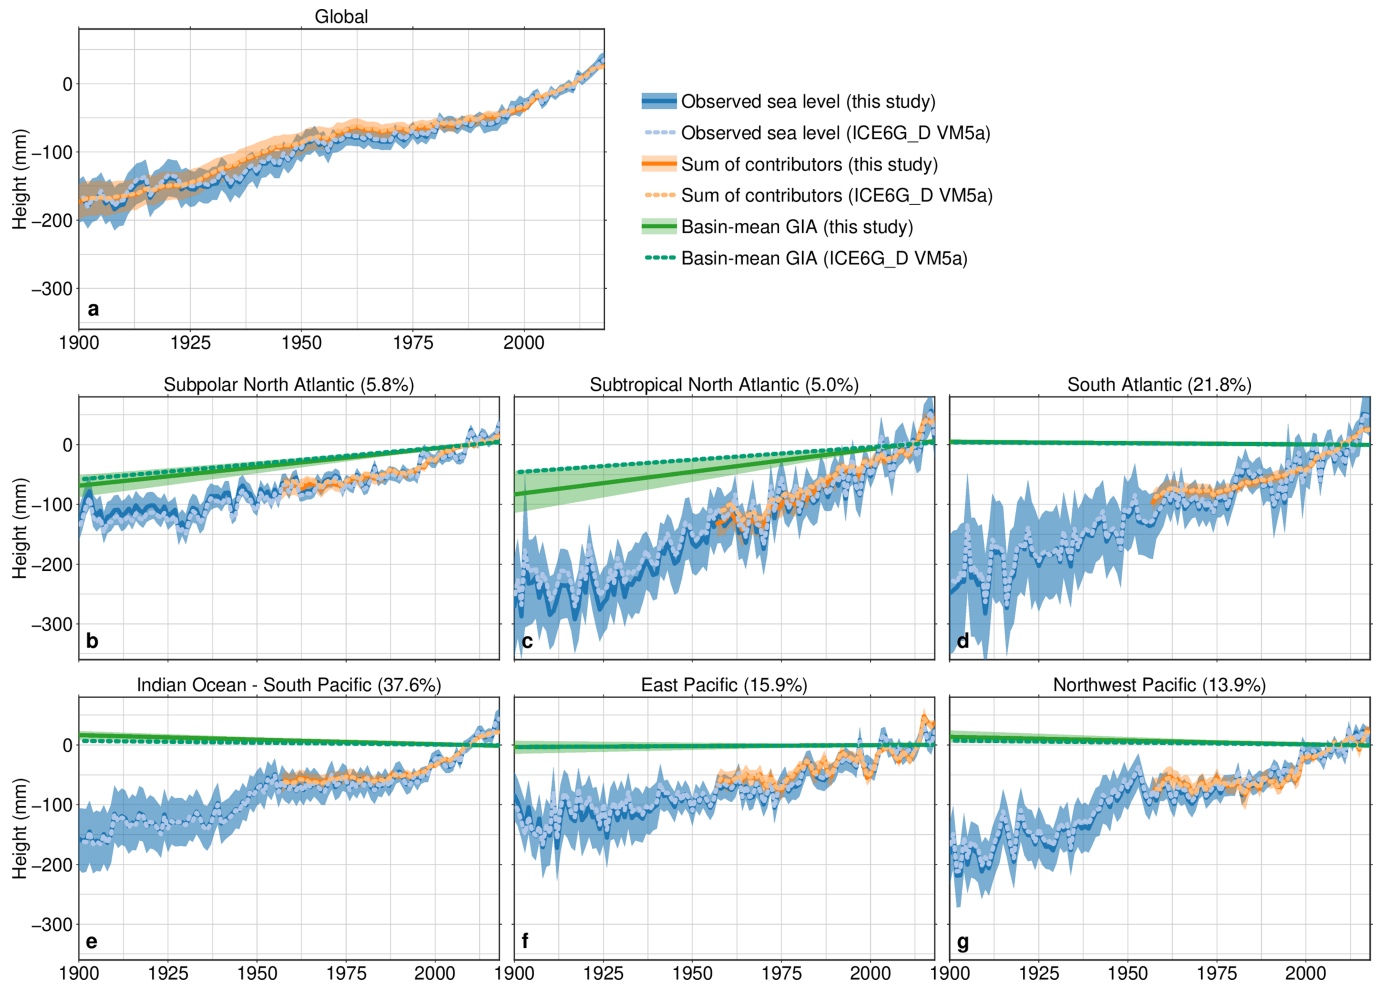 Global
Height (mm)
0
−100
−200
−300
a
1900
1925
1950
1975
2000
Observed sea level (this study)
Observed sea level (ICE6G_D VM5a)
Sum of contributors (this study)
Sum of contributors (ICE6G_D VM5a)
Basin-mean GIA (this study)
Basin-mean GIA (ICE6G_D VM5a)
Subpolar North Atlantic (5.8%)
Subtropical North Atlantic (5.0%)
South Atlantic (21.8%)
Height (mm)
0
−100
−200
−300
b
c
d
Indian Ocean - South Pacific (37.6%)
East Pacific (15.9%)
Northwest Pacific (13.9%)
Height (mm)
0
−100
−200
−300
e
f
g
1900
1925
1950
1975
2000
1900
1925
1950
1975
2000
1900
1925
1950
1975
2000